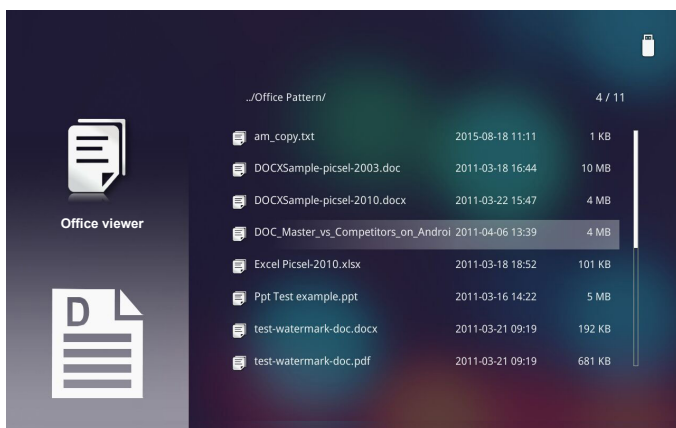 ../Office Pattern/ 4 / 11
am_copy.txt 2015-08-18 11:11 1 KB
DOCXSample-picsel-2003.doc 2011-03-18 16:44 10 MB
DOCXSample-picsel-2010.docx 2011-03-22 15:47 4 MB
Office viewer
DOC_Master_vs_Competitors_on_Androi 2011-04-06 13:39 4 MB
Excel Picsel-2010.xlsx 2011-03-18 18:52 101 KB
Ppt Test example.ppt 2011-03-16 14:22 5 MB
D
test-watermark-doc.docx 2011-03-21 09:19 192 KB
test-watermark-doc.pdf 2011-03-21 09:19 681 KB